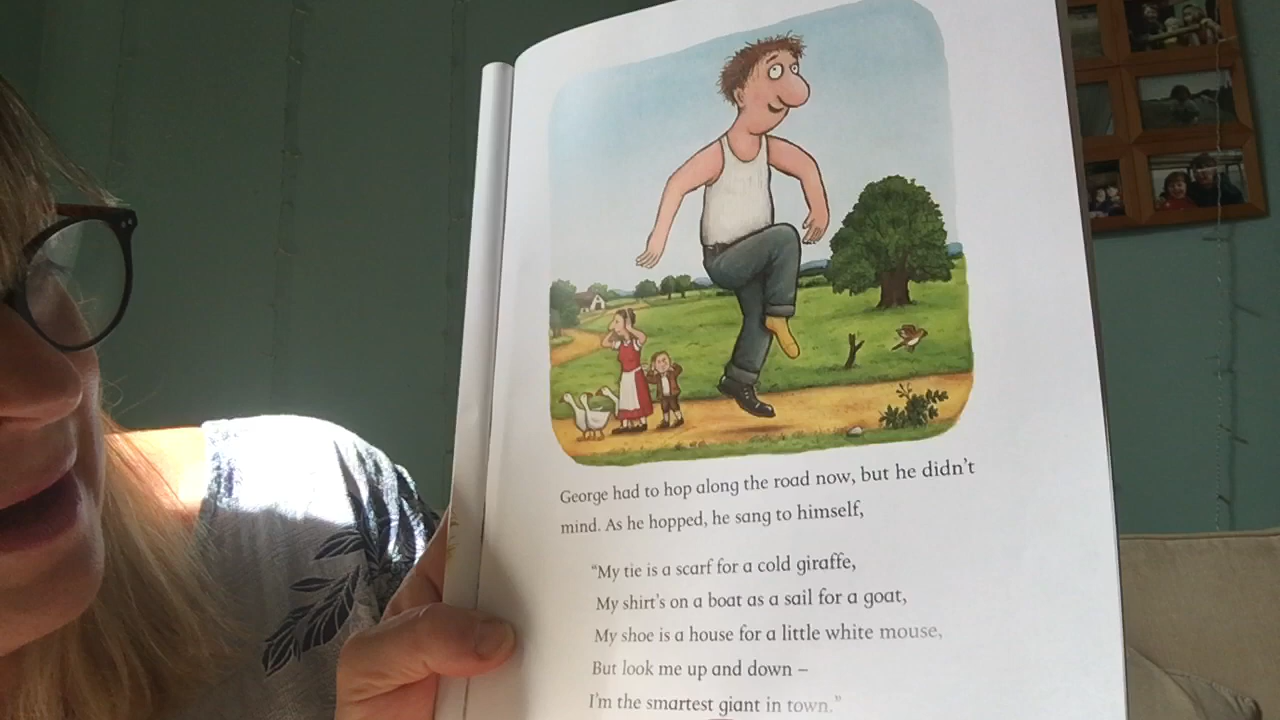 George had to hop along the road now, but he didn't
mind. As he hopped, he sang to himself,
“My tie is a scarf for a cold giraffe,
My shirt's on a boat as a sail for a goat,
My shoe is a house for a little white mouse,
But look me up and down –
I'm the smartest giant in town.”